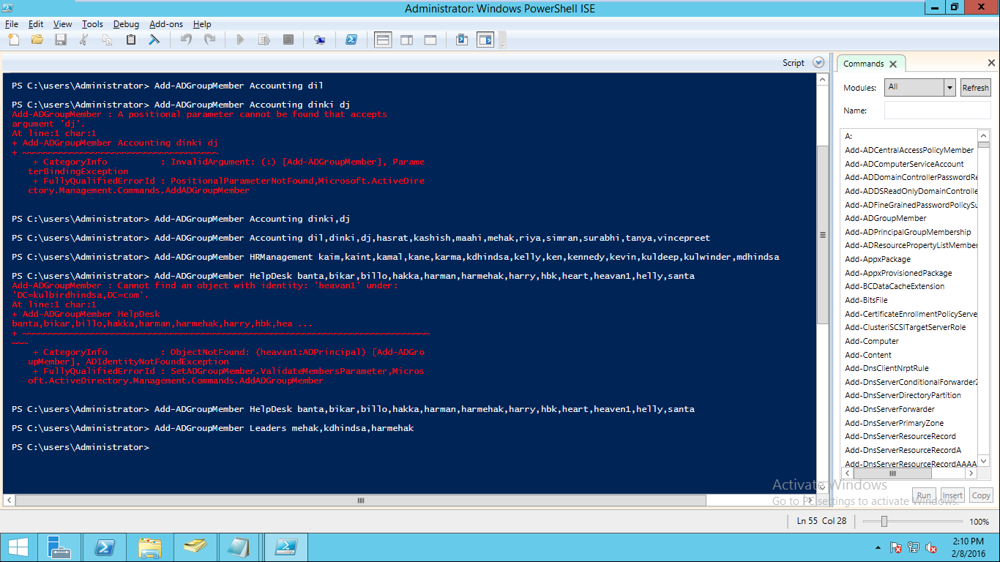 Administrator: Windows PowerShell ISE
File Edit View Tools Debug Add-ons Help
Script
PS C:\users\Administrator> Add-ADGroupMember Accounting dil
PS C:\users\Administrator> Add-ADGroupMember Accounting dinki dj
Add-ADGroupMember : A positional parameter cannot be found that accepts
argument 'dj'.
At line:1 char:1
+ Add-ADGroupMember Accounting dinki dj
+ ~~~~~~~~~~~~~~~~~~~~~~~~~~~~~~~~~~~~~
+ CategoryInfo : InvalidArgument: (:) [Add-ADGroupMember], Parame
terBindingException
+ FullyQualifiedErrorId : PositionalParameterNotFound,Microsoft.ActiveDire
ctory.Management.Commands.AddADGroupMember
PS C:\users\Administrator> Add-ADGroupMember Accounting dinki,dj
PS C:\users\Administrator> Add-ADGroupMember Accounting dil,dinki,dj,hasrat,kashish,maahi,mehak,riya,simran,surabhi,tanya,vincepreet
PS C:\users\Administrator> Add-ADGroupMember HRManagement kaim,kaint,kamal,kane,karma,kdhindsa,kelly,ken,kennedy,kevin,kuldeep,kulwinder,mdhindsa
PS C:\users\Administrator> Add-ADGroupMember HelpDesk banta,bikar,billo,hakka,harman,harmehak,harry,hbk,heart,heavan1,helly,santa
Add-ADGroupMember : Cannot find an object with identity: 'heavan1' under:
'DC=kulbirdhindsa,DC=com'.
At line:1 char:1
+ Add-ADGroupMember HelpDesk
banta,bikar,billo,hakka,harman,harmehak,harry,hbk,hea ...
+ ~~~~~~~~~~~~~~~~~~~~~~~~~~~~~~~~~~~~~~~~~~~~~~~~~~~~~~~~~~~~~~~~~~~~~~~~~~~~~
~~~
+ CategoryInfo : ObjectNotFound: (heavan1:ADPrincipal) [Add-ADGro
upMember], ADIdentityNotFoundException
+ FullyQualifiedErrorId : SetADGroupMember.ValidateMembersParameter,Micros
oft.ActiveDirectory.Management.Commands.AddADGroupMember
PS C:\users\Administrator> Add-ADGroupMember HelpDesk banta,bikar,billo,hakka,harman,harmehak,harry,hbk,heart,heaven1,helly,santa
PS C:\users\Administrator> Add-ADGroupMember Leaders mehak,kdhindsa,harmehak
PS C:\users\Administrator>
Commands
Modules: All Refresh
Name:
A:
Add-ADCentralAccessPolicyMember
Add-ADComputerServiceAccount
Add-ADDomainControllerPasswordRe
Add-ADDSReadOnlyDomainControlle
Add-ADFineGrainedPasswordPolicySu
Add-ADGroupMember
Add-ADPrincipalGroupMembership
Add-ADResourcePropertyListMember
Add-AppxPackage
Add-AppxProvisionedPackage
Add-BCDataCacheExtension
Add-BitsFile
Add-CertificateEnrollmentPolicyServe
Add-ClusteriSCSITargetServerRole
Add-Computer
Add-Content
Add-DnsClientNrptRule
Add-DnsServerConditionalForwarderZ
Add-DnsServerDirectoryPartition
Add-DnsServerForwarder
Add-DnsServerPrimaryZone
Add-DnsServerResourceRecord
Add-DnsServerResourceRecordA
Add-DnsServerResourceRecordAAAA
Run Insert Copy
Activate Windows
Go to PC settings to activate Windows.
Ln 55 Col 28
100%
2:10 PM
2/8/2016